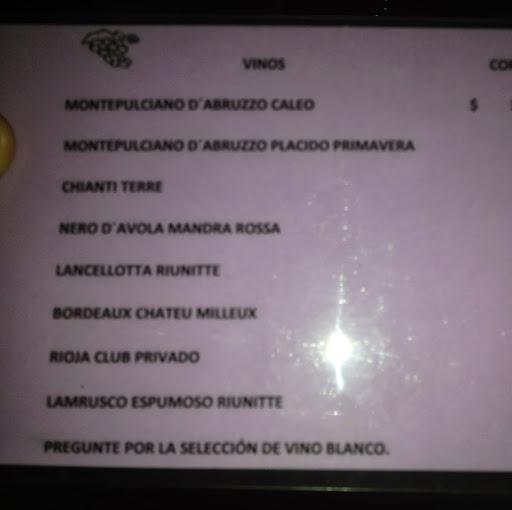 VINOS CO
MONTEPULCIANO D´ABRUZZO CALEO $
MONTEPULCIANO D´ABRUZZO PLACIDO PRIMAVERA
CHIANTI TERRE
NERO D´AVOLA MANDRA ROSSA
LANCELLOTTA RIUNITTE
BORDEAUX CHATEU MILLEUX
RIOJA CLUB PRIVADO
LAMRUSCO ESPUMOSO RIUNITTE
PREGUNTE POR LA SELECCIÓN DE VINO BLANCO.